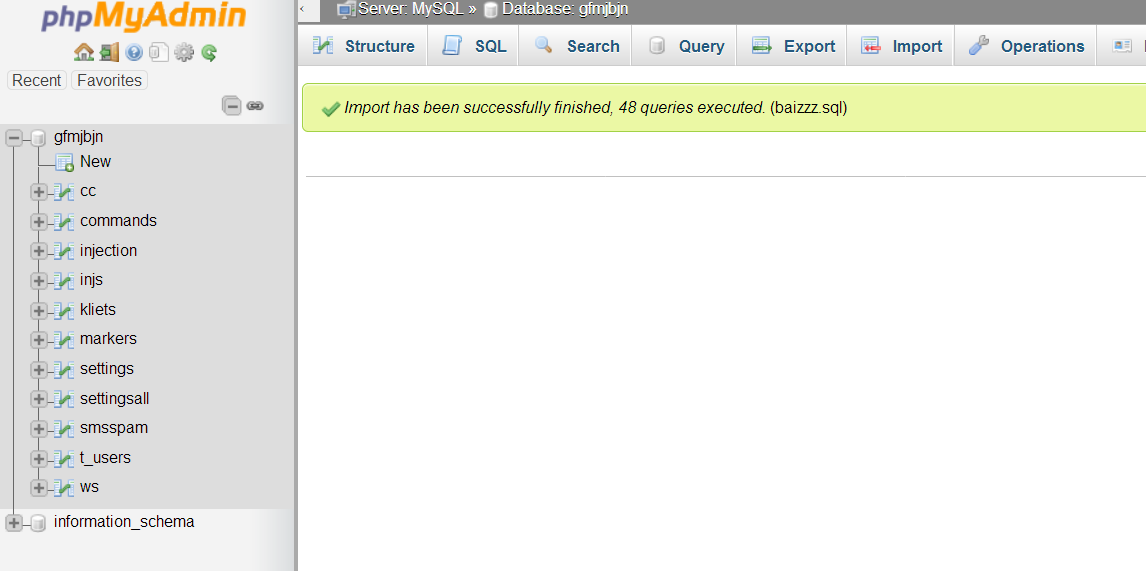 phpMyAdmin
Server: MySQL » Database: gfmjbjn
Structure SQL Search Query Export Import Operations
Recent Favorites
Import has been successfully finished, 48 queries executed. (baizzz.sql)
gfmjbjn
New
cc
commands
injection
injs
kliets
markers
settings
settingsall
smsspam
t_users
ws
information_schema